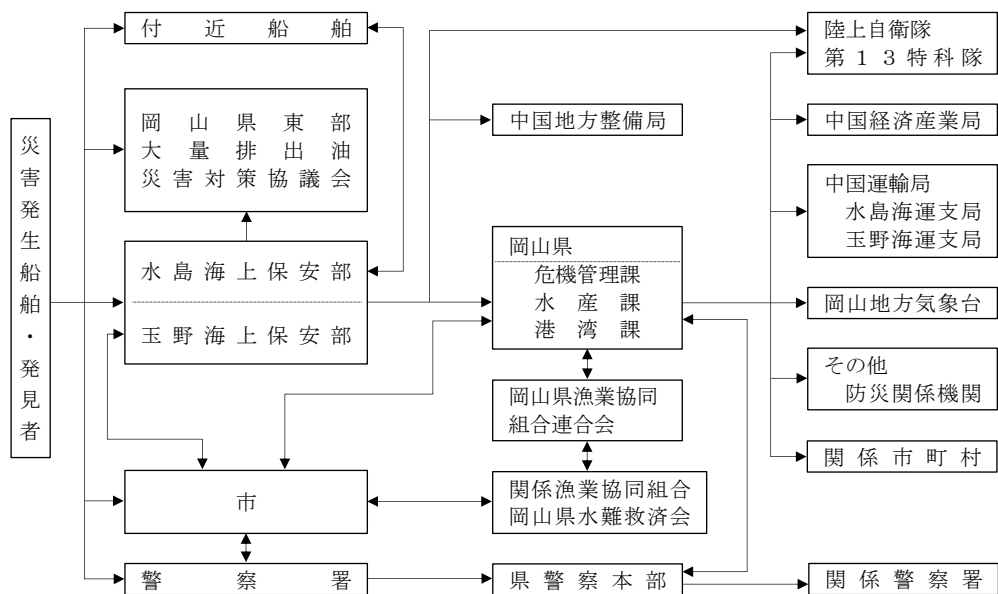 災害発生船舶・発見者
付近船舶
岡山県東部
大量排出油
災害対策協議会
水島海上保安部
玉野海上保安部
市
警察署
中国地方整備局
岡山県
危機管理課
水産課
港湾課
岡山県漁業協同
組合連合会
関係漁業協同組合
岡山県水難救済会
県警察本部
陸上自衛隊
第13特科隊
中国経済産業局
中国運輸局
水島海運支局
玉野海運支局
岡山地方気象台
その他
防災関係機関
関係市町村
関係警察署